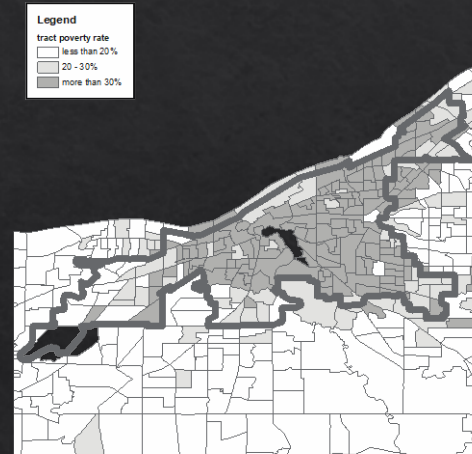 Legend
tract poverty rate
less than 20%
20 - 30%
more than 30%